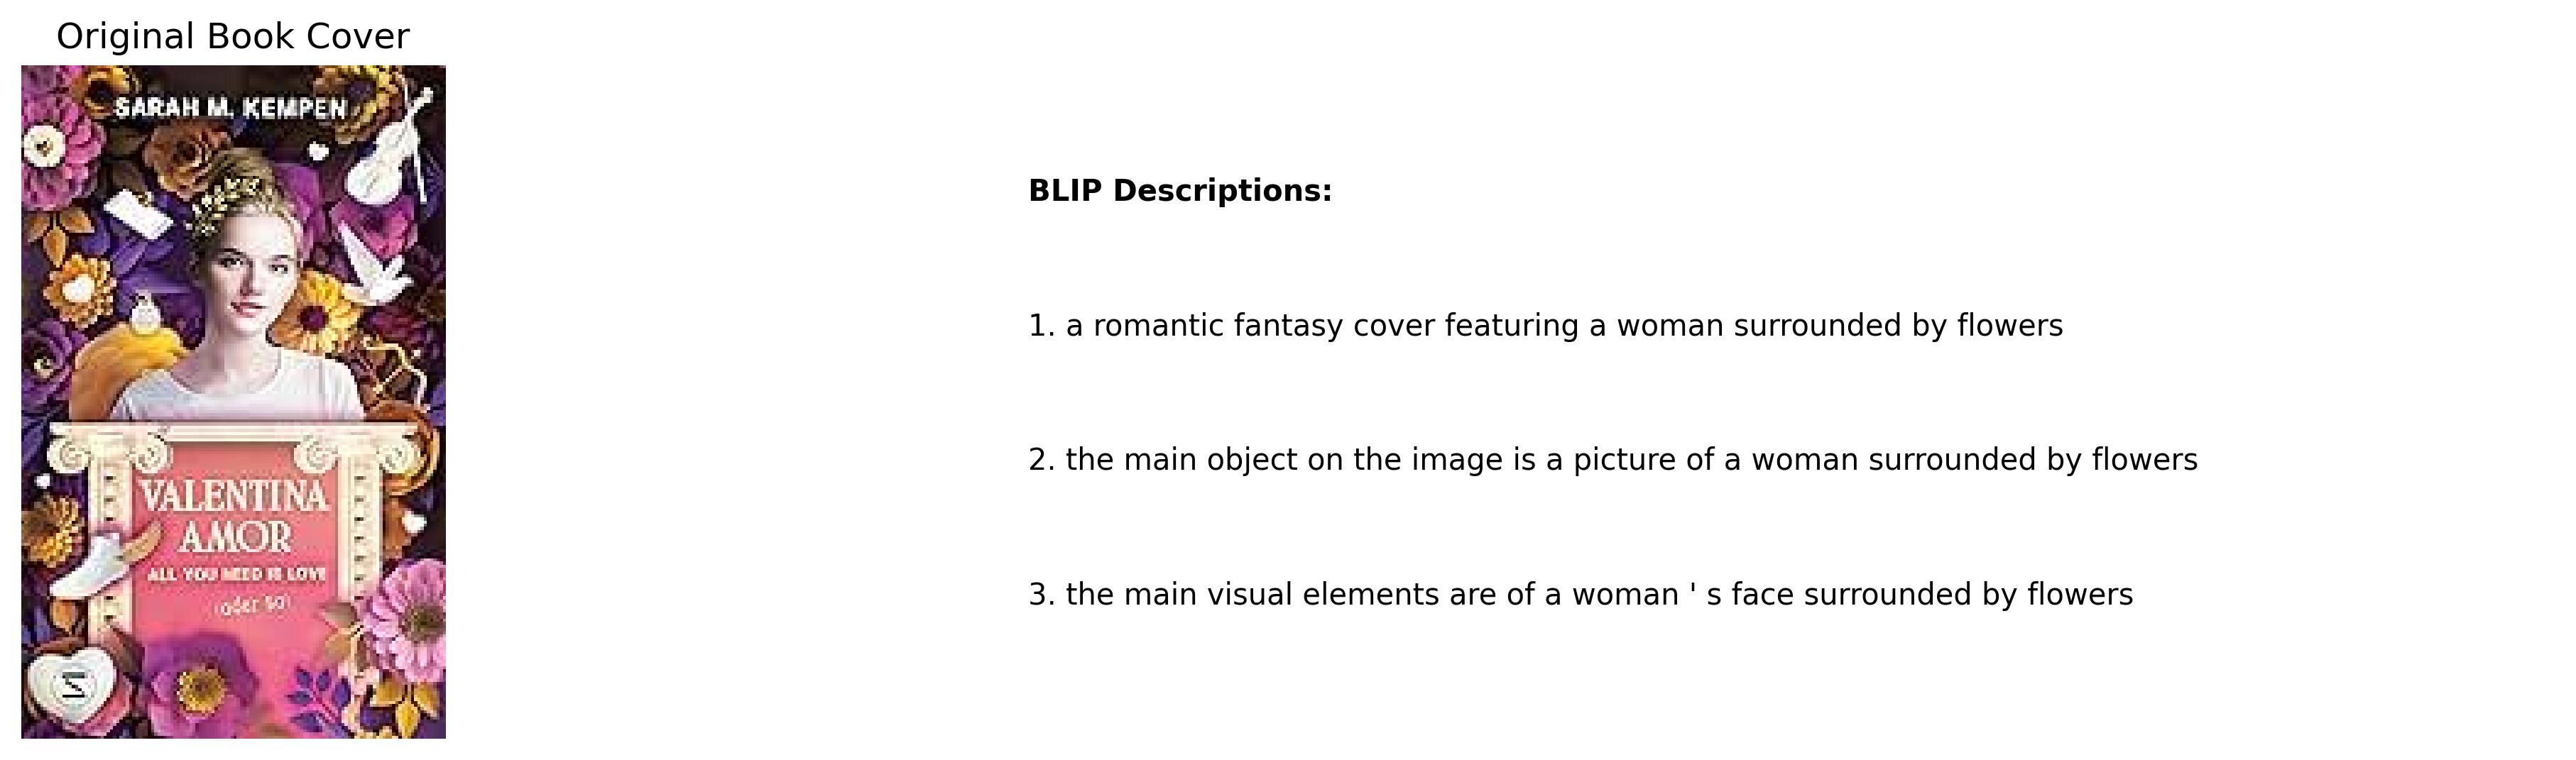 Original Book Cover
SARAH M. KEMPEN
VALENTINA
AMOR
ALL YOU NEED IS LOVE
(oder so)
BLIP Descriptions:
1. a romantic fantasy cover featuring a woman surrounded by flowers
2. the main object on the image is a picture of a woman surrounded by flowers
3. the main visual elements are of a woman ' s face surrounded by flowers